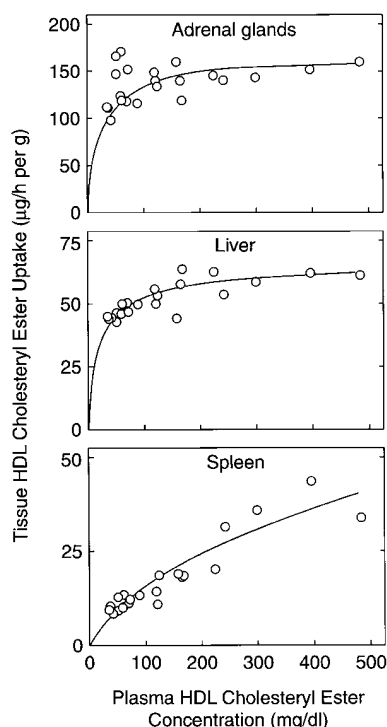 Tissue HDL Cholesteryl Ester Uptake (µg/h per g)
Adrenal glands
200
150
100
50
0
Liver
75
50
25
0
Spleen
50
25
0
0 100 200 300 400 500
Plasma HDL Cholesteryl Ester
Concentration (mg/dl)